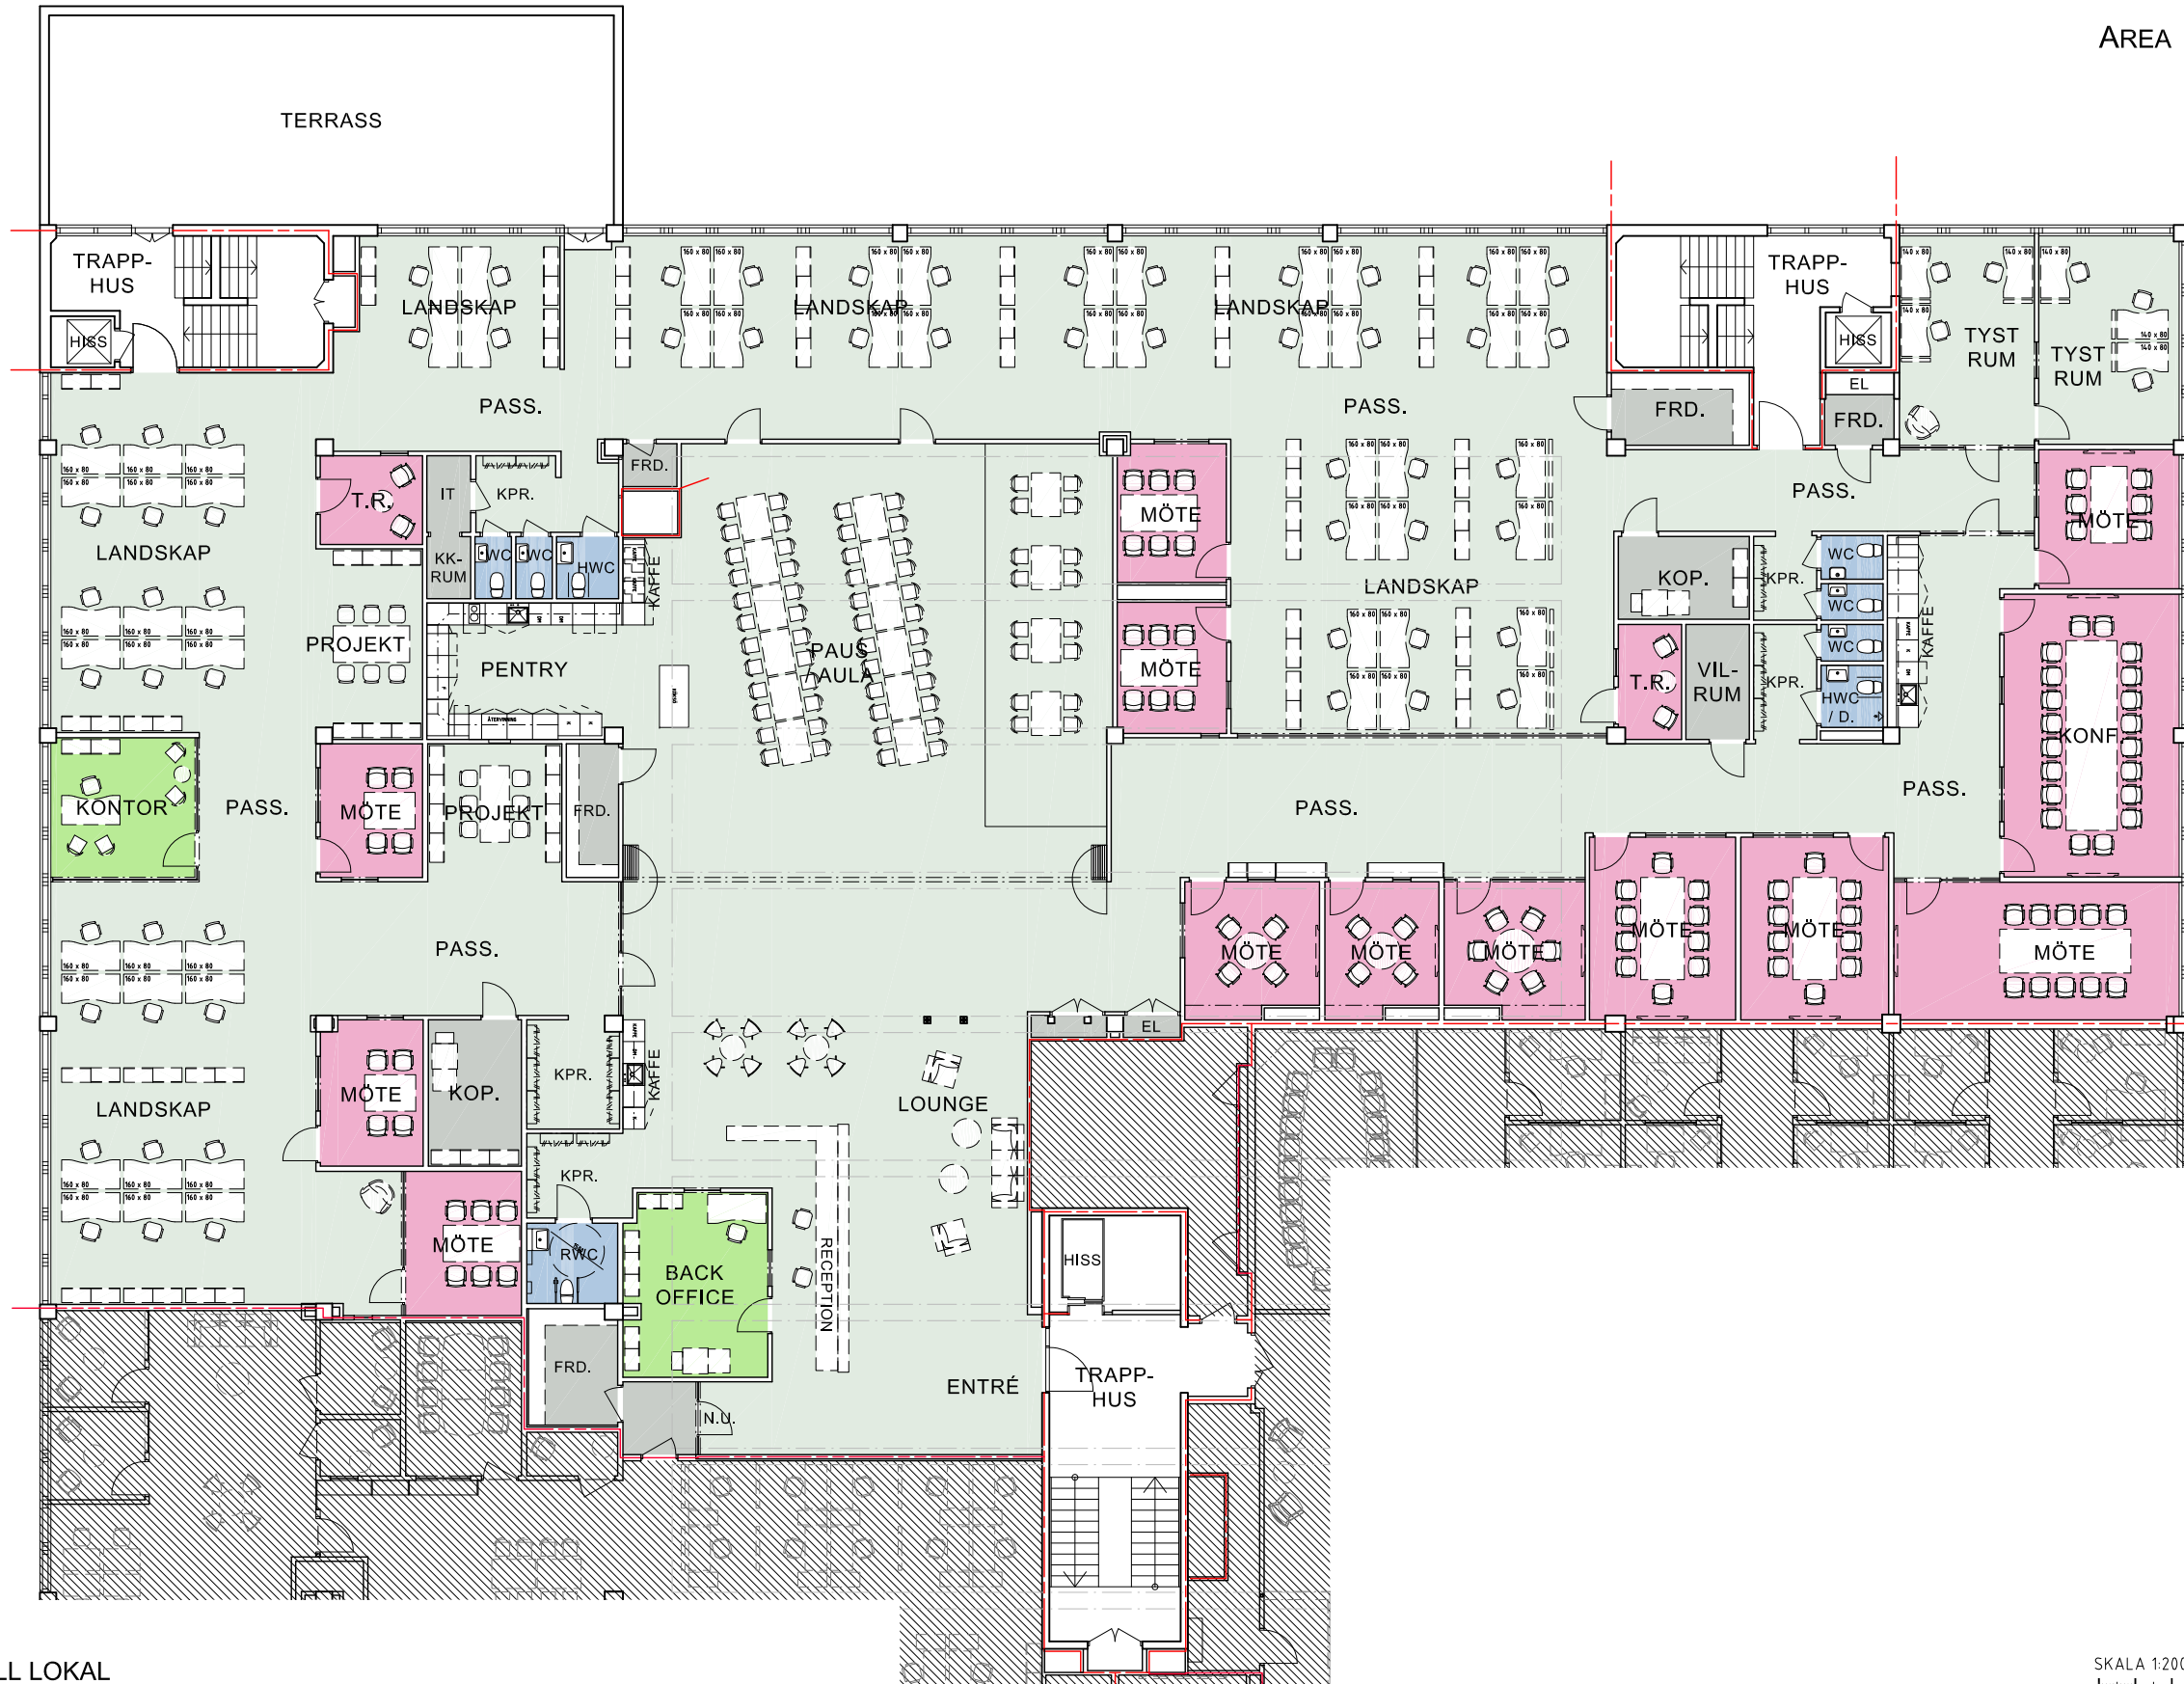 AREA
TERRASS
TRAPP-
HUS
HISS
LANDSKAP
LANDSKAP
LANDSKAP
TRAPP-
HUS
HISS
EL
FRD.
FRD.
TYST
RUM
TYST
RUM
PASS.
PASS.
PASS.
LANDSKAP
T.R.
IT
KPR.
FRD.
KK-
RUM
WC
WC
HWC
KAFFE
MÖTE
MÖTE
LANDSKAP
KOP.
KPR.
WC
WC
WC
HWC
/ D.
KPR.
KAFFE
MÖTE
PROJEKT
PENTRY
ÅTERVINNING
PAUS
/ AULA
T.R.
VIL-
RUM
KONF.
KONTOR
PASS.
MÖTE
PROJEKT
FRD.
PASS.
PASS.
PASS.
MÖTE
MÖTE
MÖTE
MÖTE
MÖTE
MÖTE
EL
LANDSKAP
MÖTE
KOP.
KPR.
KAFFE
LOUNGE
KPR.
MÖTE
RWC
BACK
OFFICE
RECEPTION
HISS
FRD.
N.U.
ENTRÉ
TRAPP-
HUS
LL LOKAL
SKALA 1:200